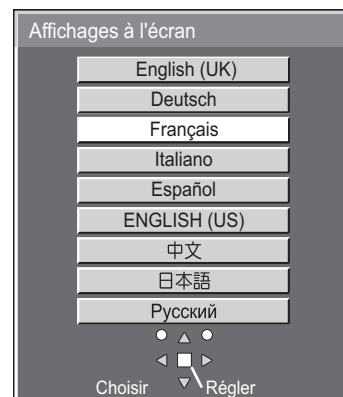 Affichages à l'écran
English (UK)
Deutsch
Français
Italiano
Español
ENGLISH (US)
中文
日本語
Русский
Choisir Régler